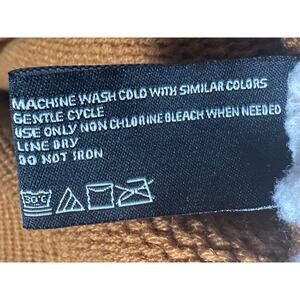 MACHINE WASH COLD WITH SIMILAR COLORS
GENTLE CYCLE
USE ONLY NON CHLORINE BLEACH WHEN NEEDED
LINE DRY
DO NOT IRON
30°C